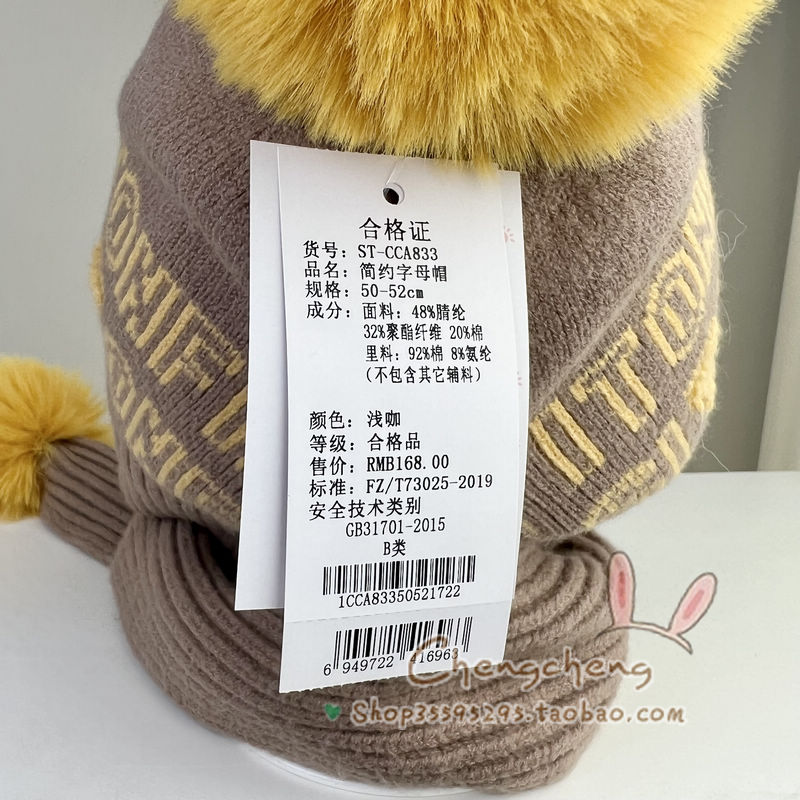 合格证
货号：ST-CCA833
品名：简约字母帽
规格：50-52cm
成分：面料：48%腈纶
32%聚酯纤维 20%棉
里料：92%棉 8%氨纶
（不包含其它辅料）
颜色：浅咖
等级：合格品
售价：RMB168.00
标准：FZ/T73025-2019
安全技术类别
GB31701-2015
B类
1CCA83350521722
6 949722 416963
Chengcheng
Shop35595295.taobao.com